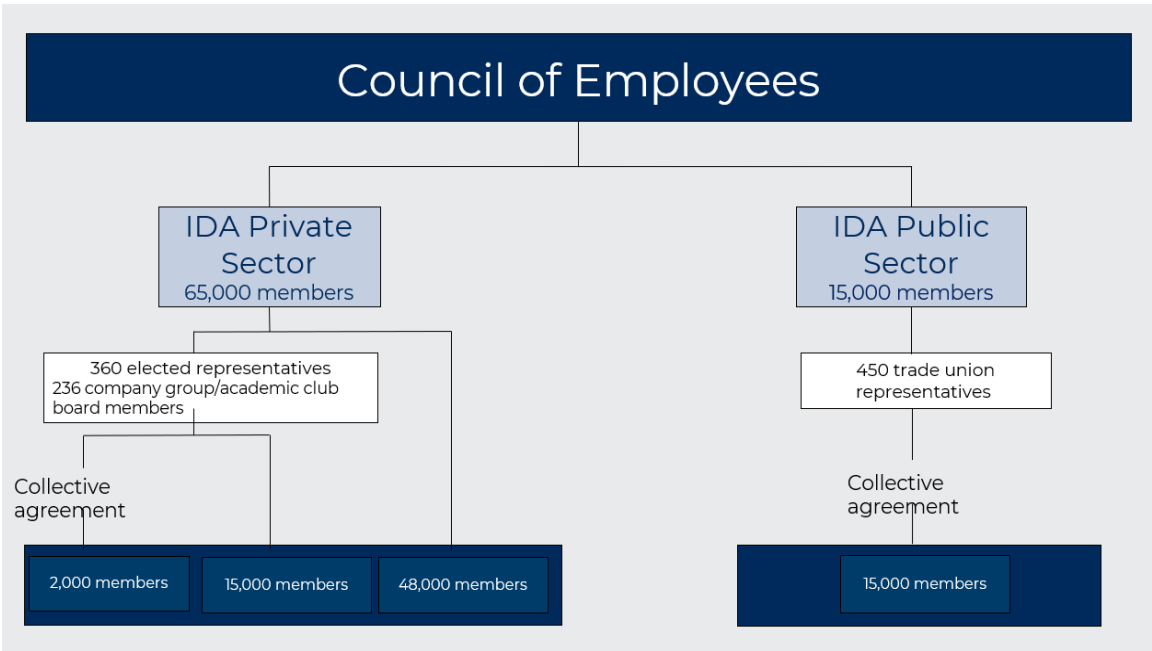 Council of Employees
IDA Private
Sector
65,000 members
IDA Public
Sector
15,000 members
360 elected representatives
236 company group/academic club
board members
450 trade union
representatives
Collective
agreement
Collective
agreement
2,000 members
15,000 members
48,000 members
15,000 members